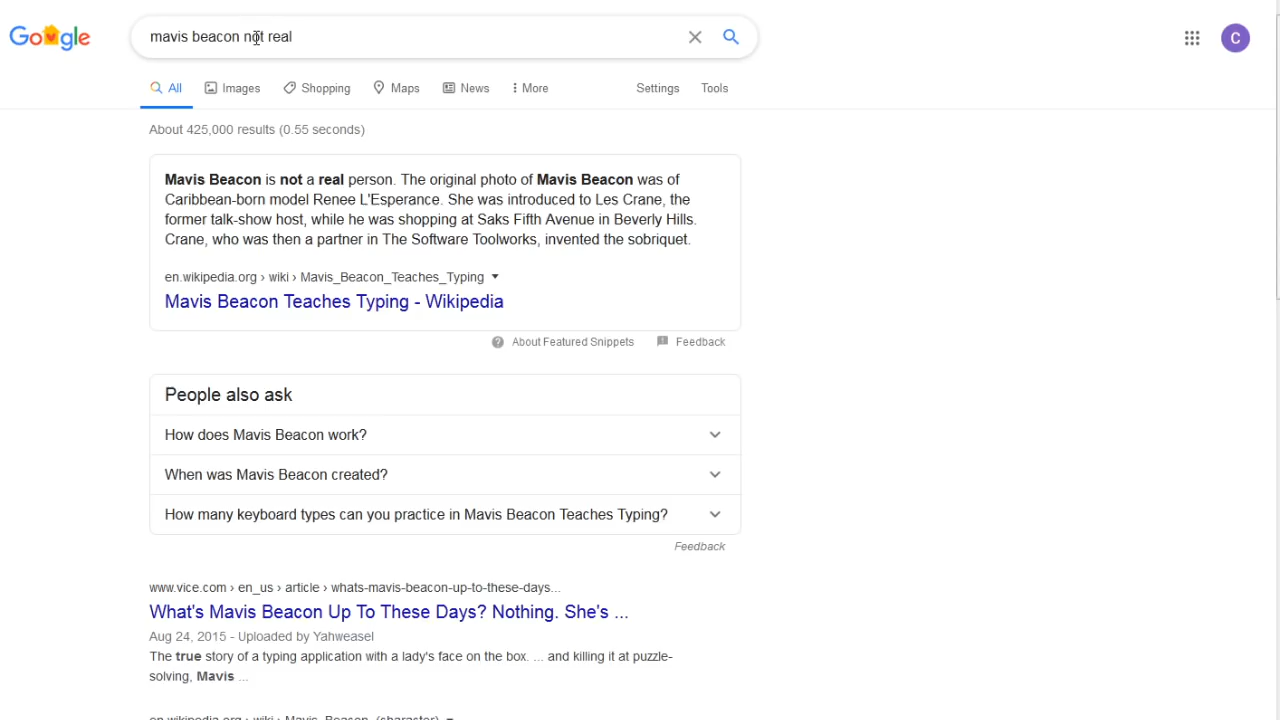 Google
mavis beacon not real
C
All Images Shopping Maps News More Settings Tools
About 425,000 results (0.55 seconds)
Mavis Beacon is not a real person. The original photo of Mavis Beacon was of
Caribbean-born model Renee L'Esperance. She was introduced to Les Crane, the
former talk-show host, while he was shopping at Saks Fifth Avenue in Beverly Hills.
Crane, who was then a partner in The Software Toolworks, invented the sobriquet.
en.wikipedia.org › wiki › Mavis_Beacon_Teaches_Typing
Mavis Beacon Teaches Typing - Wikipedia
About Featured Snippets Feedback
People also ask
How does Mavis Beacon work?
When was Mavis Beacon created?
How many keyboard types can you practice in Mavis Beacon Teaches Typing?
Feedback
www.vice.com › en_us › article › whats-mavis-beacon-up-to-these-days...
What's Mavis Beacon Up To These Days? Nothing. She's ...
Aug 24, 2015 - Uploaded by Yahweasel
The true story of a typing application with a lady's face on the box. ... and killing it at puzzle-
solving, Mavis ...
en.wikipedia.org › wiki › Mavis_Beacon_(character)